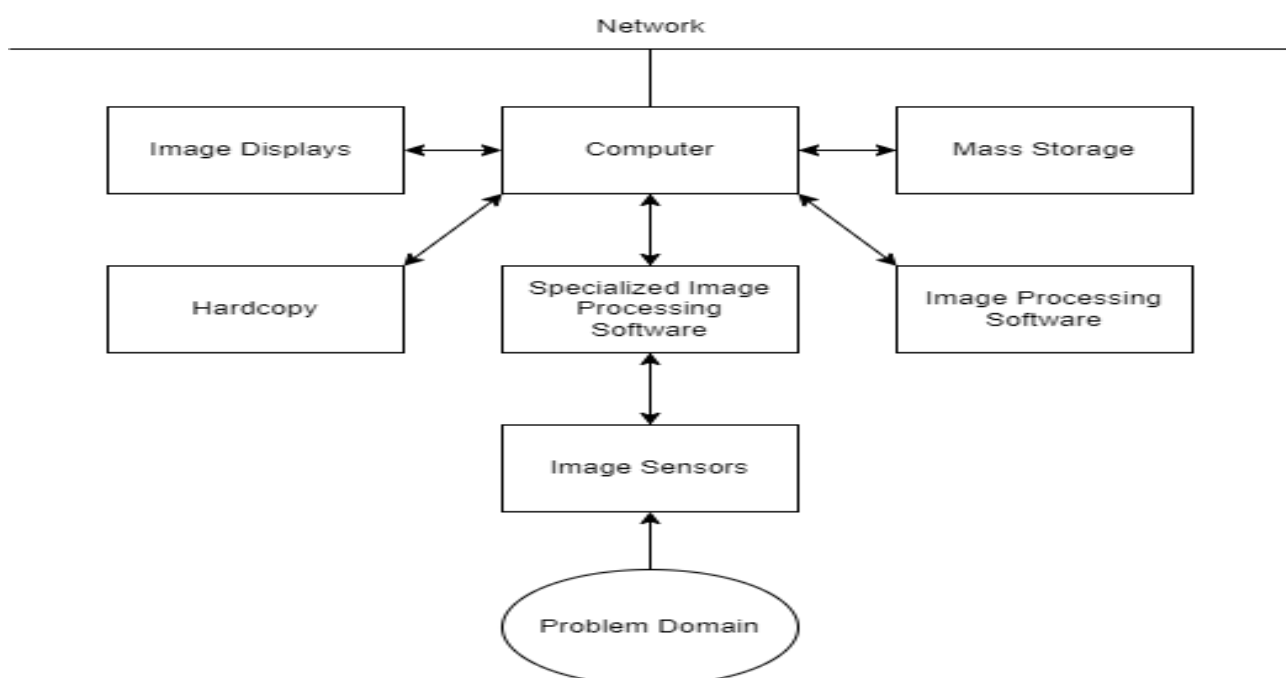 Network
Image Displays
Computer
Mass Storage
Hardcopy
Specialized Image
Processing
Software
Image Processing
Software
Image Sensors
Problem Domain